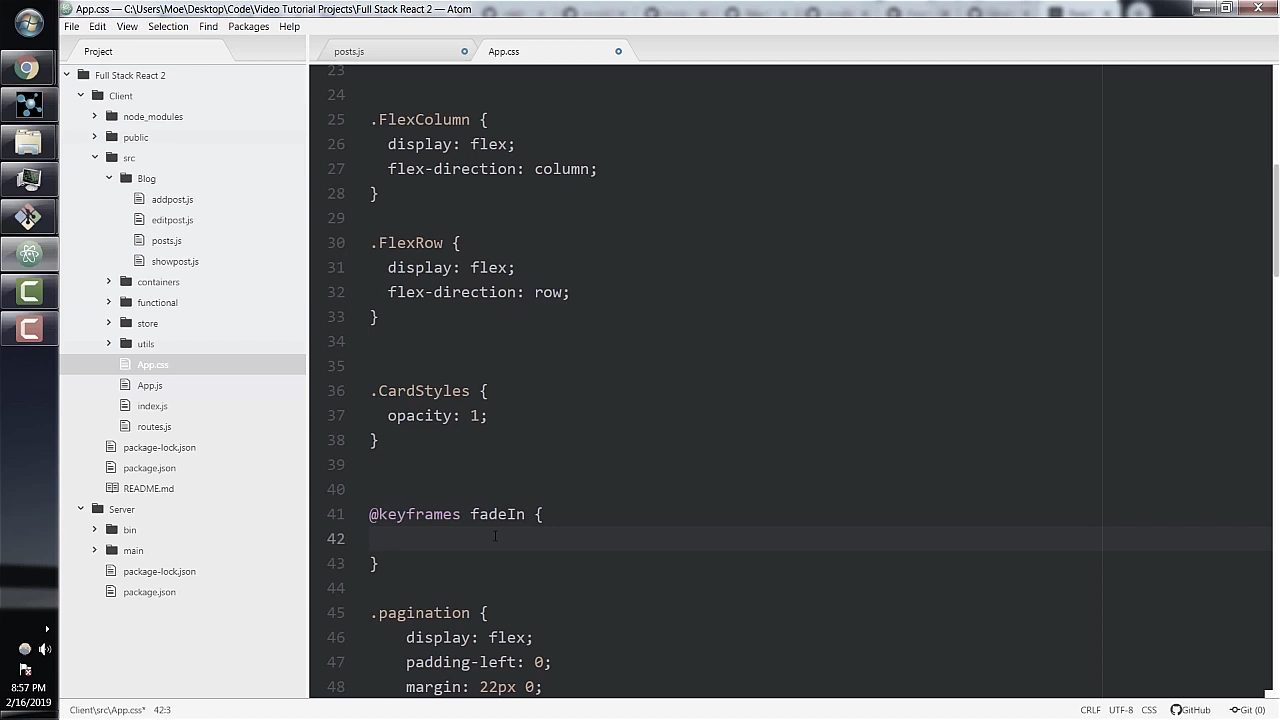 App.css — C:\Users\Moe\Desktop\Code\Video Tutorial Projects\Full Stack React 2 — Atom
File Edit View Selection Find Packages Help
Project
posts.js
App.css
Full Stack React 2
Client
node_modules
public
src
Blog
addpost.js
editpost.js
posts.js
showpost.js
containers
functional
store
utils
App.css
App.js
index.js
routes.js
package-lock.json
package.json
README.md
Server
bin
main
package-lock.json
package.json
23
24
25 .FlexColumn {
26 display: flex;
27 flex-direction: column;
28 }
29
30 .FlexRow {
31 display: flex;
32 flex-direction: row;
33 }
34
35
36 .CardStyles {
37 opacity: 1;
38 }
39
40
41 @keyframes fadeIn {
42
43 }
44
45 .pagination {
46 display: flex;
47 padding-left: 0;
48 margin: 22px 0;
8:57 PM
2/16/2019
Client\src\App.css* 42:3
CRLF UTF-8 CSS GitHub Git (0)